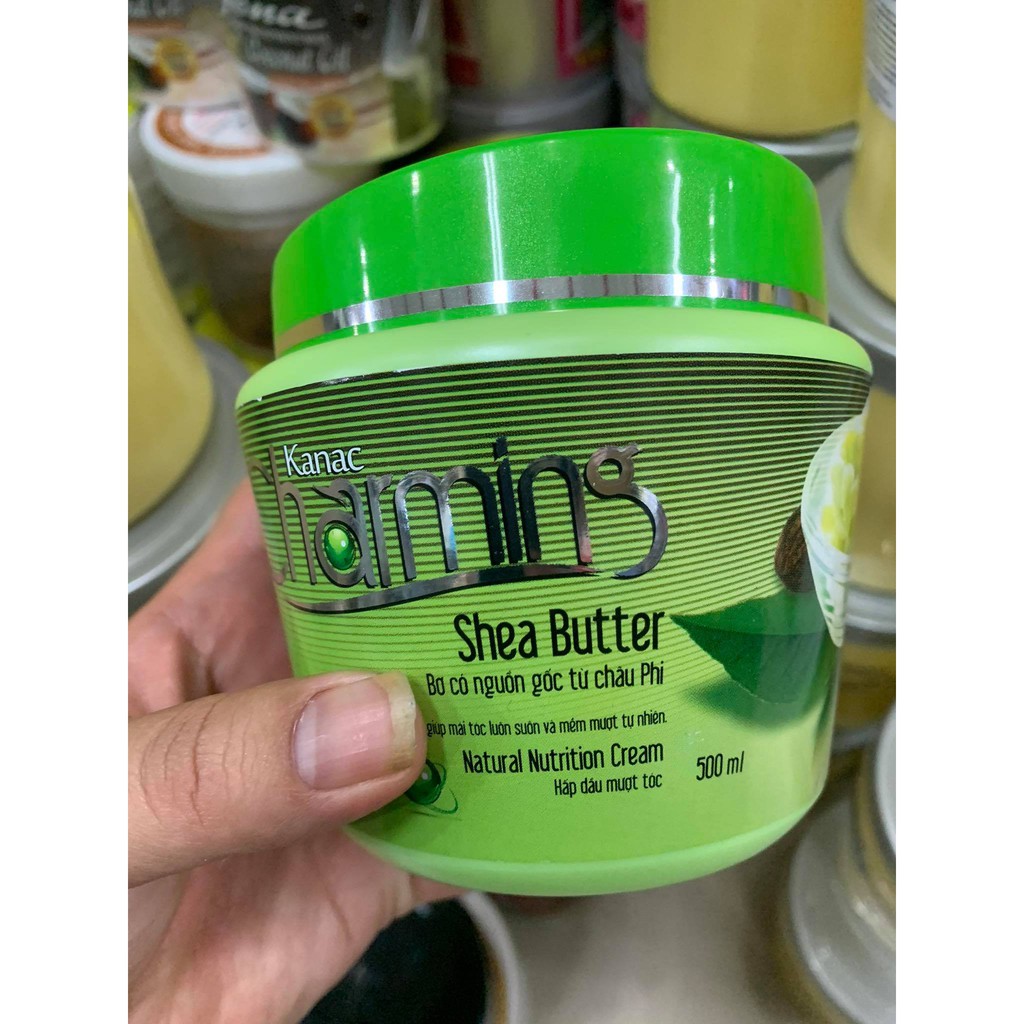 Kanac
Charming
Shea Butter
Bơ có nguồn gốc từ châu Phi
giúp mái tóc luôn suôn và mềm mượt tự nhiên.
Natural Nutrition Cream
500 ml
Hấp dầu mượt tóc